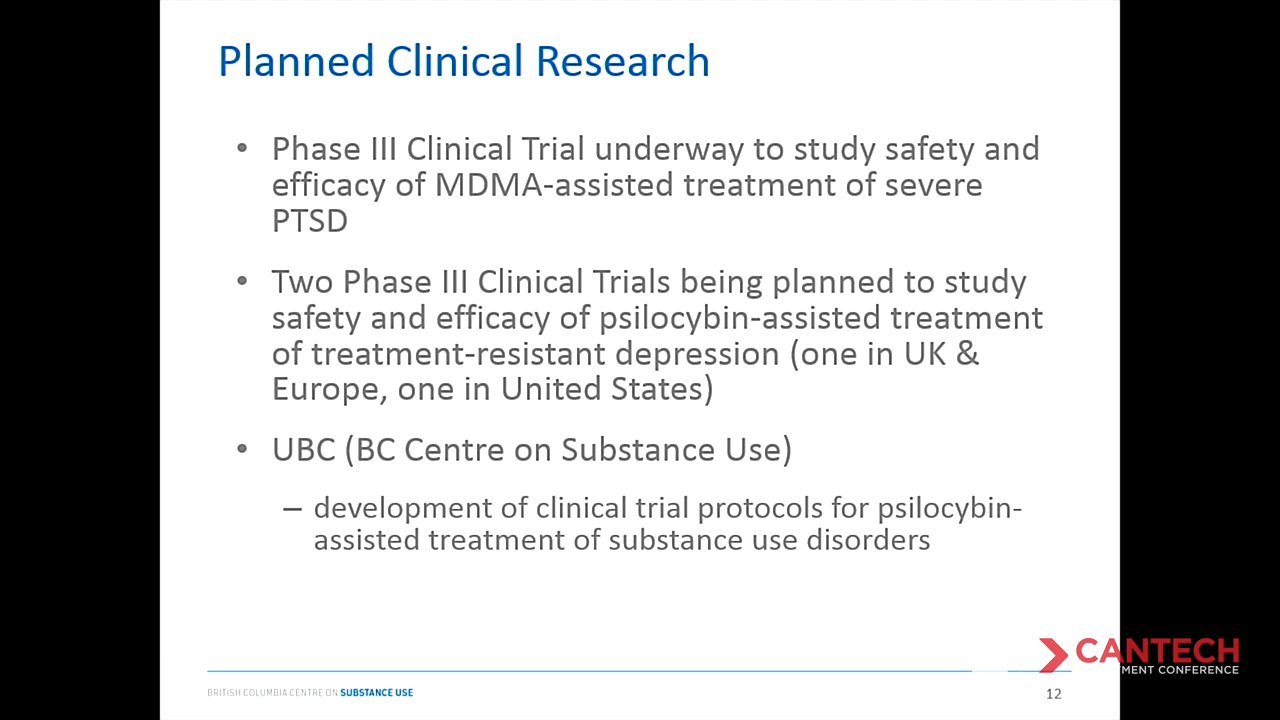 Planned Clinical Research
• Phase III Clinical Trial underway to study safety and
efficacy of MDMA-assisted treatment of severe
PTSD
• Two Phase III Clinical Trials being planned to study
safety and efficacy of psilocybin-assisted treatment
of treatment-resistant depression (one in UK &
Europe, one in United States)
• UBC (BC Centre on Substance Use)
– development of clinical trial protocols for psilocybin-
assisted treatment of substance use disorders
CANTECH
MENT CONFERENCE
BRITISH COLUMBIA CENTRE ON SUBSTANCE USE
12